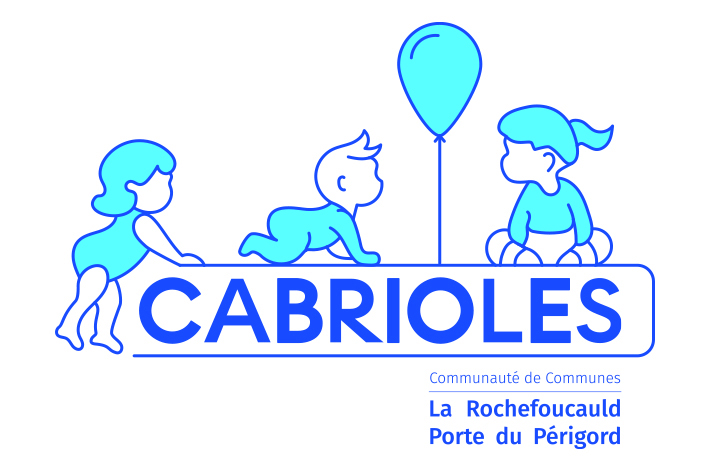 CABRIOLES
Communauté de Communes
La Rochefoucauld
Porte du Périgord